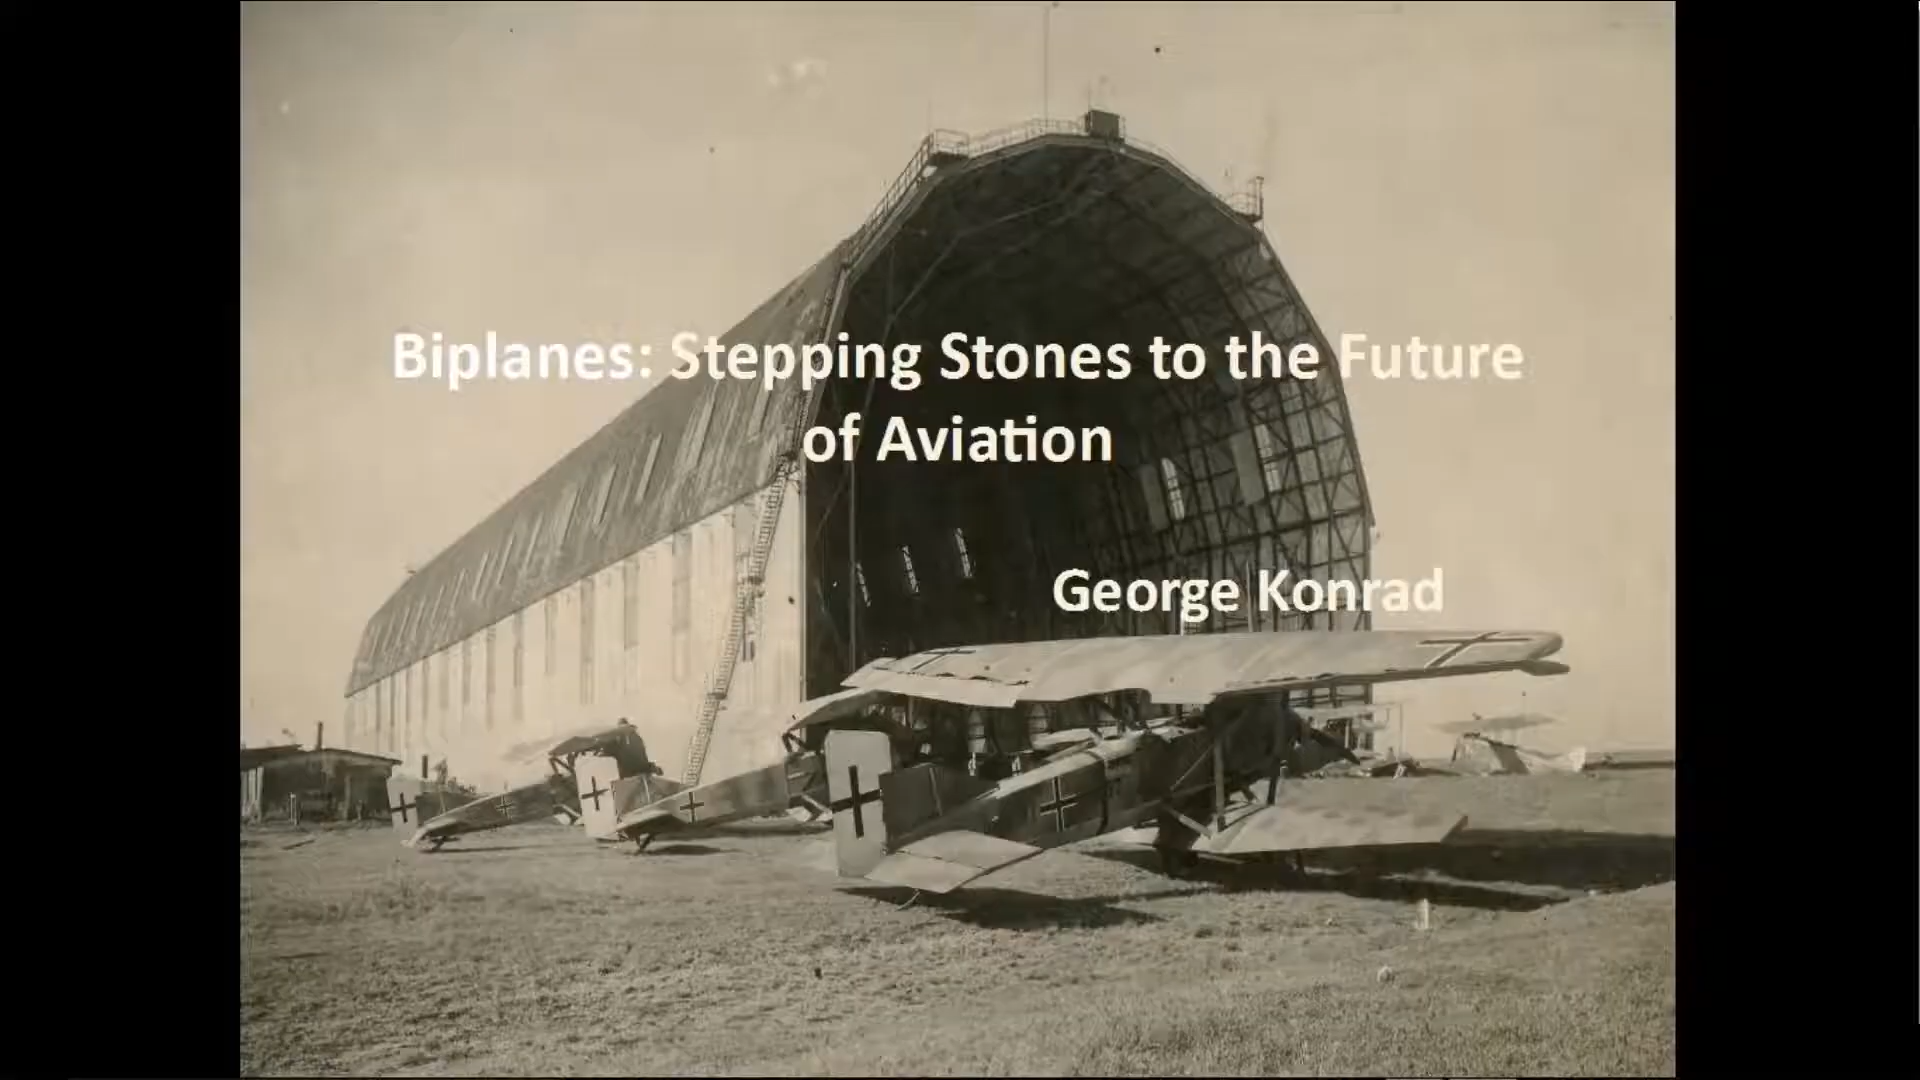 Biplanes: Stepping Stones to the Future
of Aviation
George Konrad